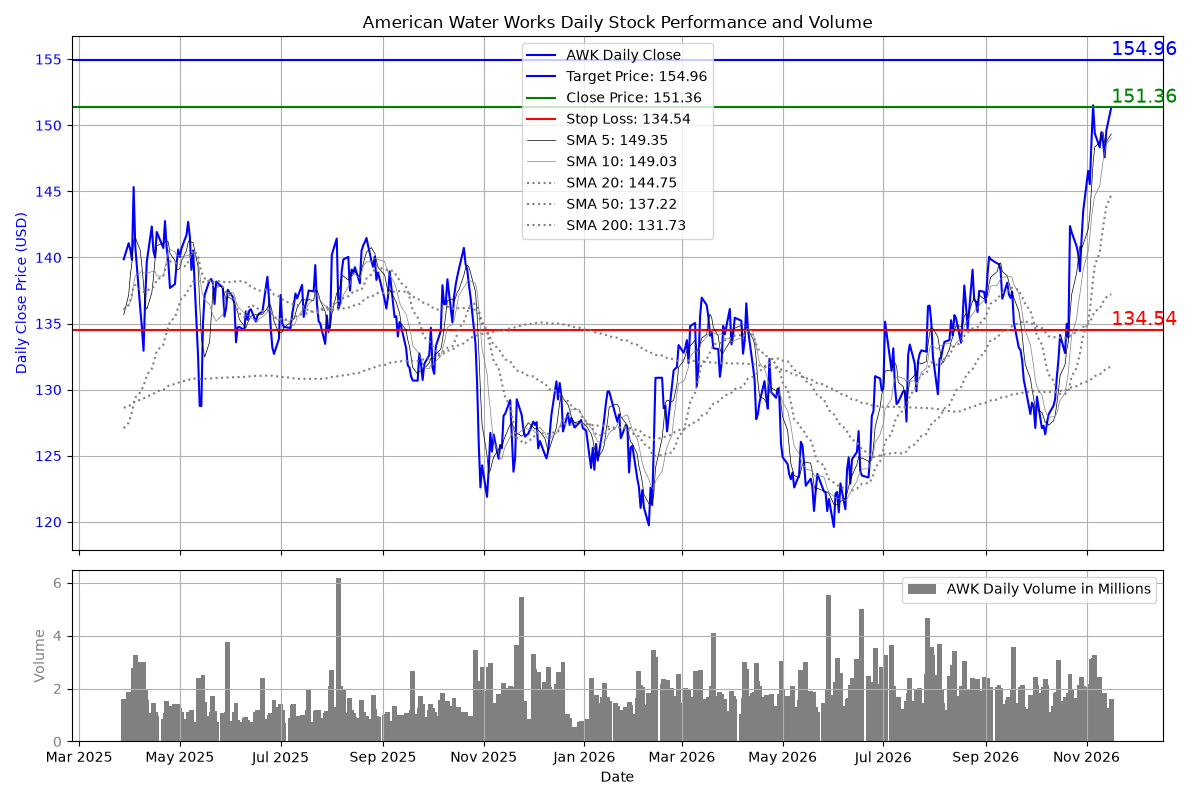 American Water Works Daily Stock Performance and Volume
155
150
145
140
135
130
125
120
Daily Close Price (USD)
AWK Daily Close
Target Price: 154.96
Close Price: 151.36
Stop Loss: 134.54
SMA 5: 149.35
SMA 10: 149.03
SMA 20: 144.75
SMA 50: 137.22
SMA 200: 131.73
154.96
151.36
134.54
6
4
2
0
Volume
AWK Daily Volume in Millions
Mar 2025
May 2025
Jul 2025
Sep 2025
Nov 2025
Jan 2026
Mar 2026
May 2026
Jul 2026
Sep 2026
Nov 2026
Date